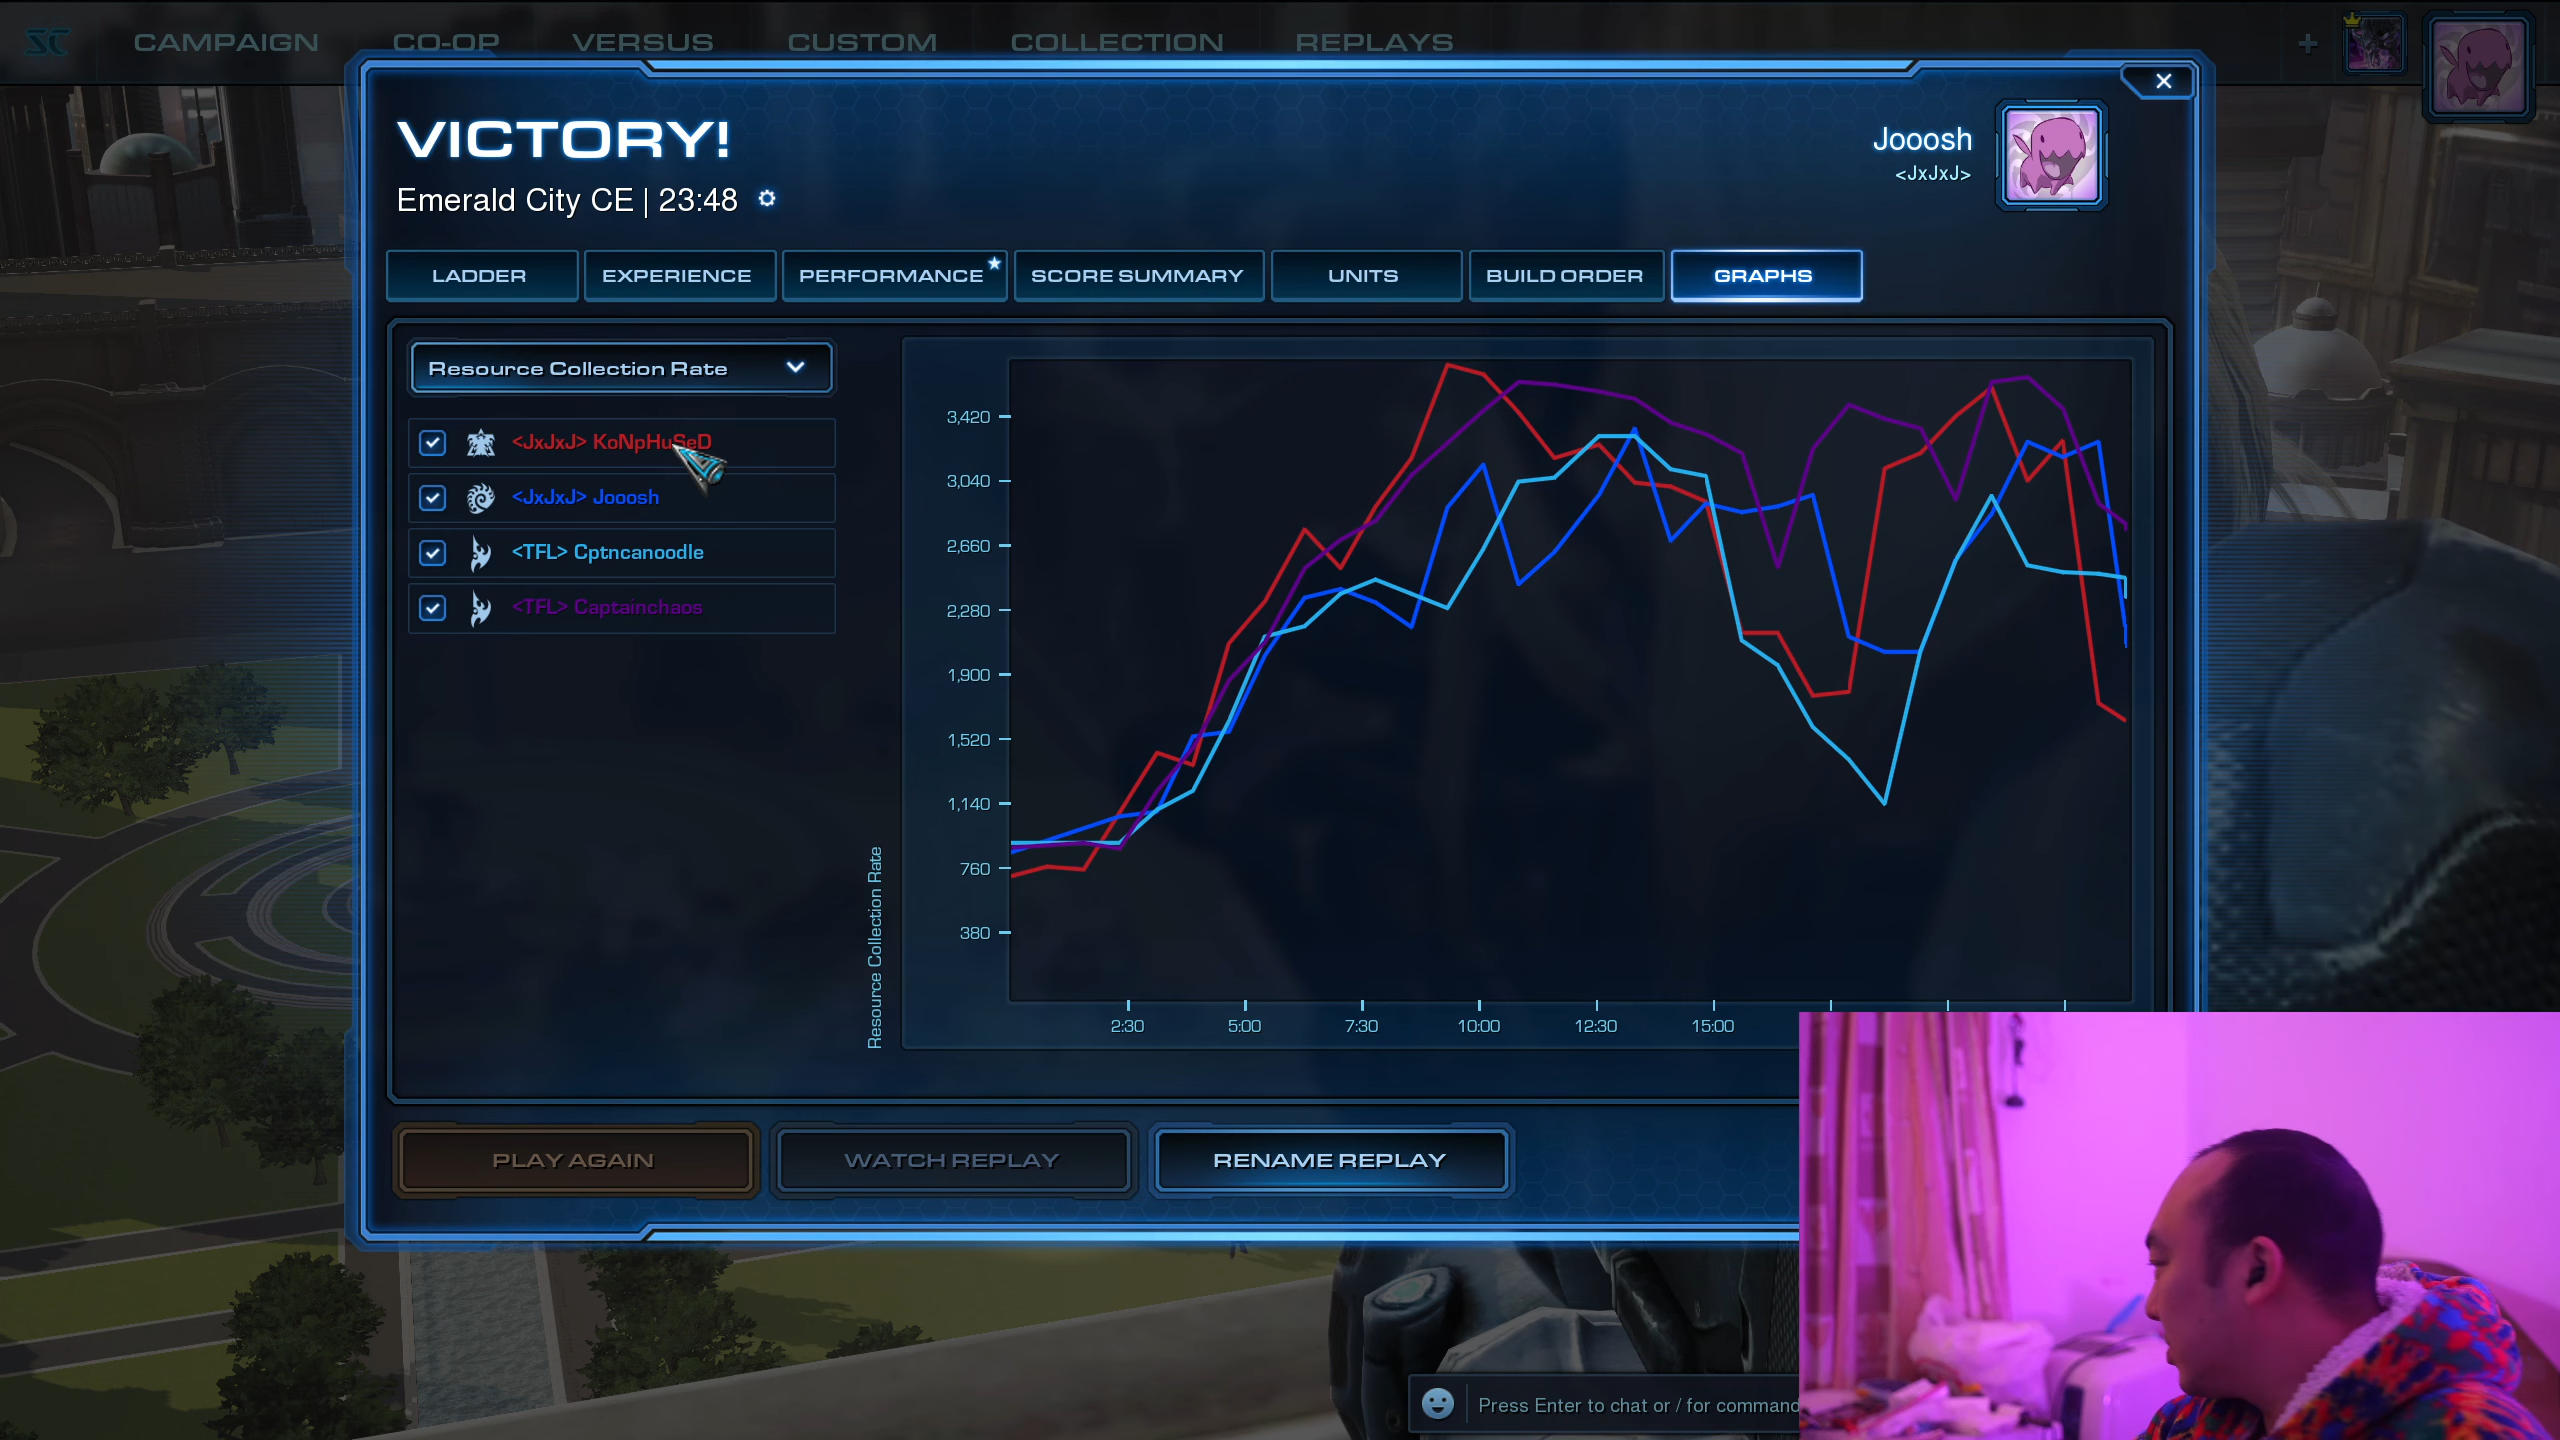 SC CAMPAIGN CO-OP VERSUS CUSTOM COLLECTION REPLAYS
VICTORY!
Emerald City CE | 23:48
Jooosh
<JxJxJ>
LADDER EXPERIENCE PERFORMANCE SCORE SUMMARY UNITS BUILD ORDER GRAPHS
Resource Collection Rate
<JxJxJ> KoNpHuSeD
<JxJxJ> Jooosh
<TFL> Cptncanoodle
<TFL> Captainchaos
Resource Collection Rate
3,420
3,040
2,660
2,280
1,900
1,520
1,140
760
380
2:30 5:00 7:30 10:00 12:30 15:00
PLAY AGAIN WATCH REPLAY RENAME REPLAY
Press Enter to chat or / for command